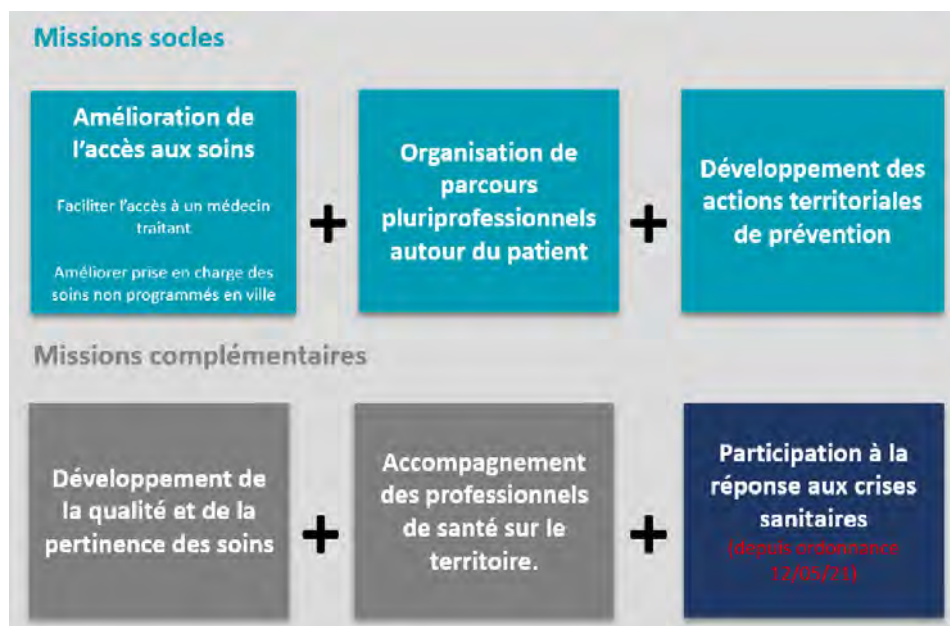 Missions socles
Amélioration de
l'accès aux soins
Faciliter l'accès à un médecin
traitant
Améliorer prise en charge des
soins non programmés en ville
+
Organisation de
parcours
pluriprofessionnels
autour du patient
+
Développement des
actions territoriales
de prévention
Missions complémentaires
Développement de
la qualité et de la
pertinence des soins
+
Accompagnement
des professionnels
de santé sur le
territoire.
+
Participation à la
réponse aux crises
sanitaires
(depuis ordonnance
12/05/21)